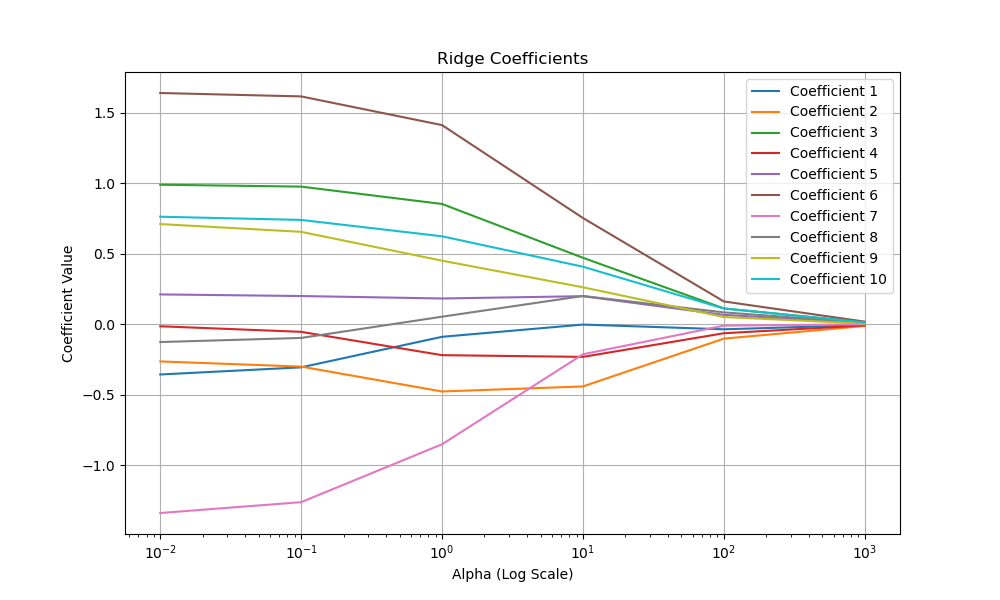 Ridge Coefficients
Coefficient Value
1.5
1.0
0.5
0.0
−0.5
−1.0
Coefficient 1
Coefficient 2
Coefficient 3
Coefficient 4
Coefficient 5
Coefficient 6
Coefficient 7
Coefficient 8
Coefficient 9
Coefficient 10
10⁻² 10⁻¹ 10⁰ 10¹ 10² 10³
Alpha (Log Scale)